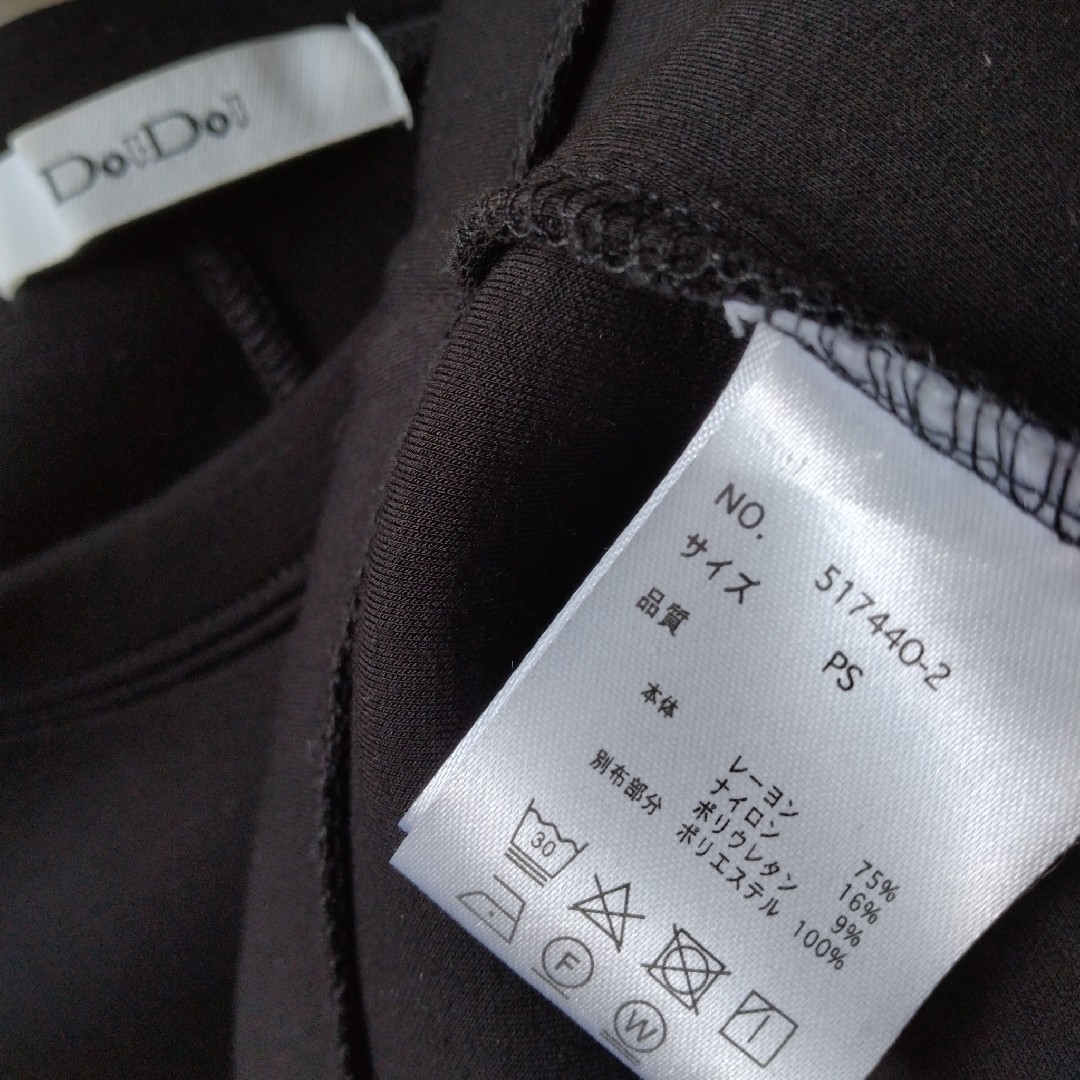 DouDou
NO. 517440-2
サイズ PS
品質
本体 レーヨン 75%
ナイロン 16%
ポリウレタン 9%
別布部分 ポリエステル 100%
30
F
W